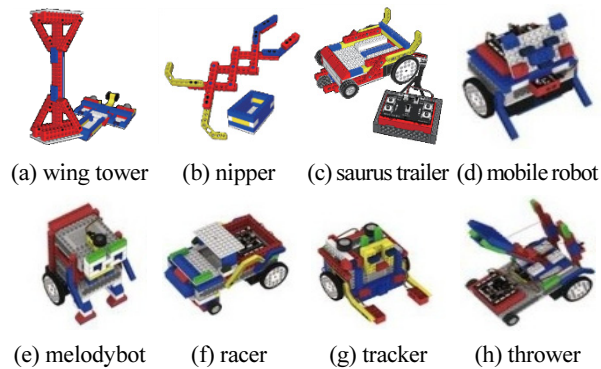 (a) wing tower (b) nipper (c) saurus trailer (d) mobile robot
(e) melodybot (f) racer (g) tracker (h) thrower